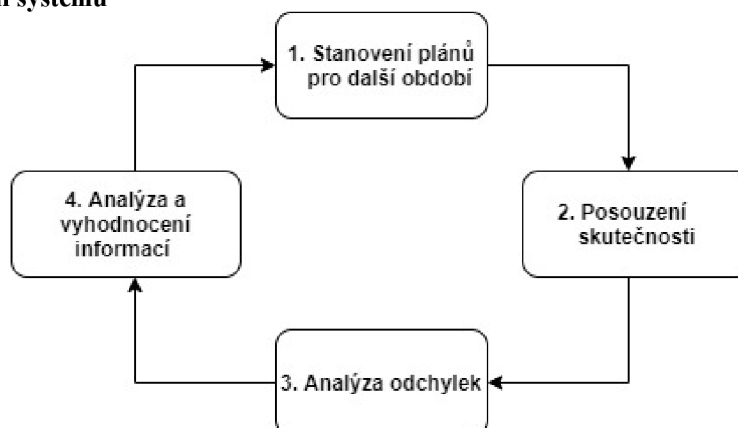 systému
1. Stanovení plánů
pro další období
4. Analýza a
vyhodnocení
informací
2. Posouzení
skutečnosti
3. Analýza odchylek